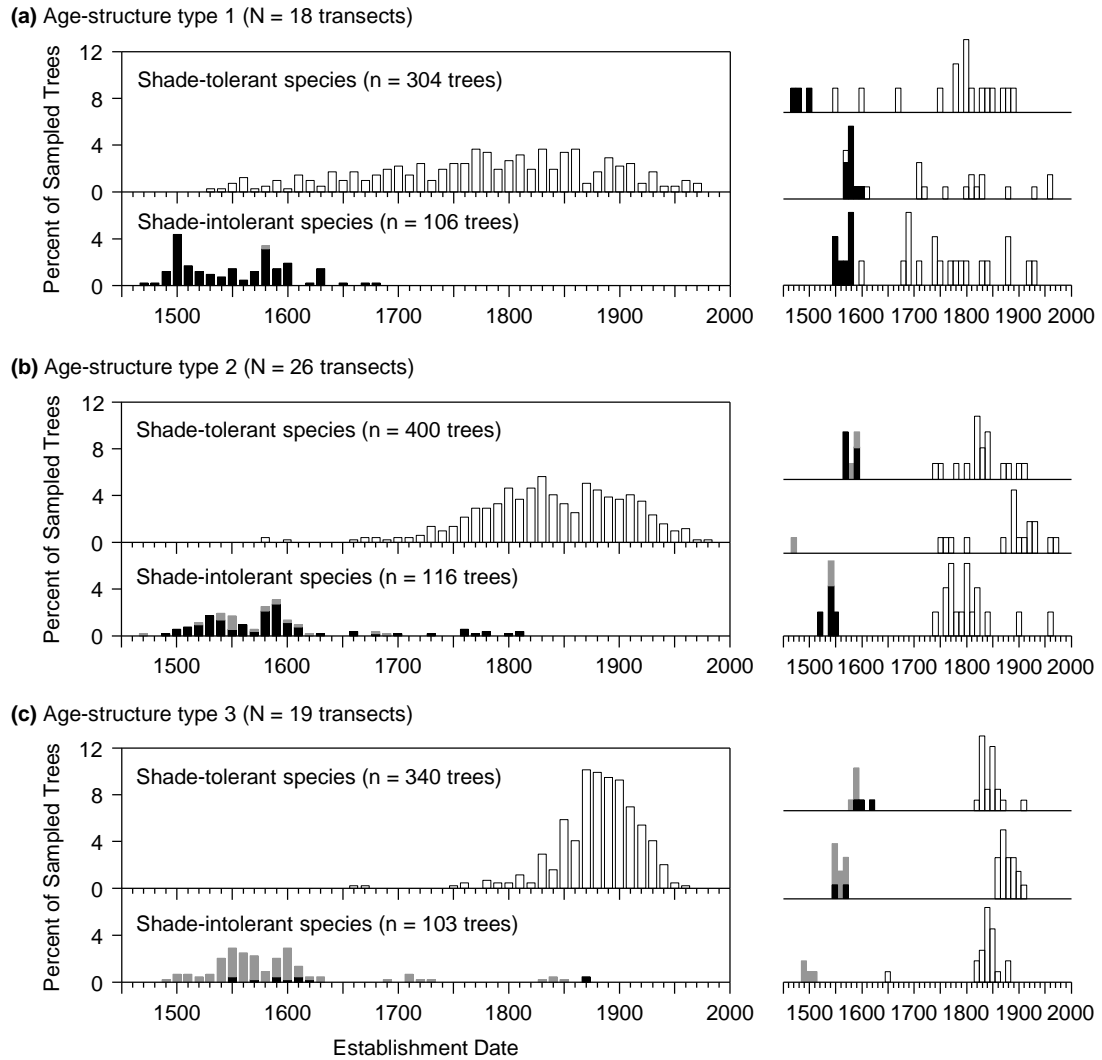 (a) Age-structure type 1 (N = 18 transects)
12
Shade-tolerant species (n = 304 trees)
8
4
0
Shade-intolerant species (n = 106 trees)
4
0
Percent of Sampled Trees
1500 1600 1700 1800 1900 2000
1500 1600 1700 1800 1900 2000
(b) Age-structure type 2 (N = 26 transects)
12
Shade-tolerant species (n = 400 trees)
8
4
0
Shade-intolerant species (n = 116 trees)
4
0
Percent of Sampled Trees
1500 1600 1700 1800 1900 2000
1500 1600 1700 1800 1900 2000
(c) Age-structure type 3 (N = 19 transects)
12
Shade-tolerant species (n = 340 trees)
8
4
0
Shade-intolerant species (n = 103 trees)
4
0
Percent of Sampled Trees
1500 1600 1700 1800 1900 2000
1500 1600 1700 1800 1900 2000
Establishment Date